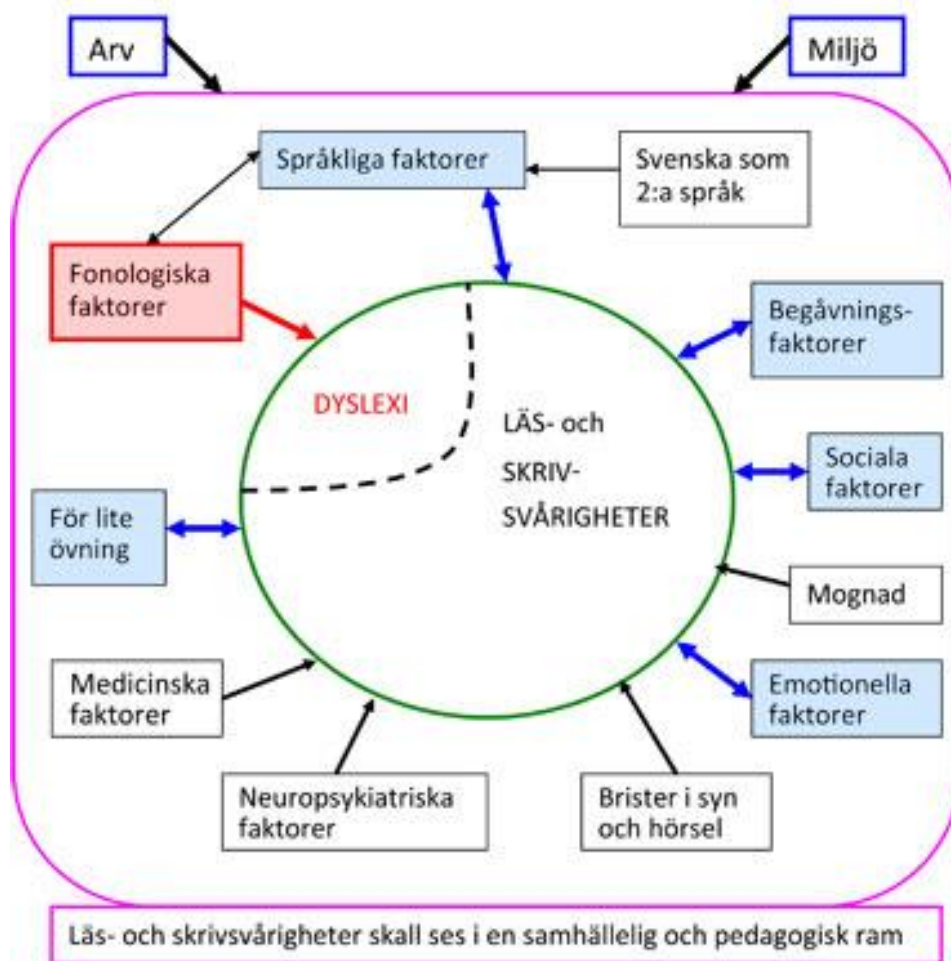 Arv
Miljö
Språkliga faktorer
Svenska som
2:a språk
Fonologiska
faktorer
Begåvnings-
faktorer
DYSLEXI
LÄS- och
SKRIV-
SVÅRIGHETER
Sociala
faktorer
För lite
övning
Mognad
Medicinska
faktorer
Emotionella
faktorer
Neuropsykiatriska
faktorer
Brister i syn
och hörsel
Läs- och skrivsvårigheter skall ses i en samhällelig och pedagogisk ram